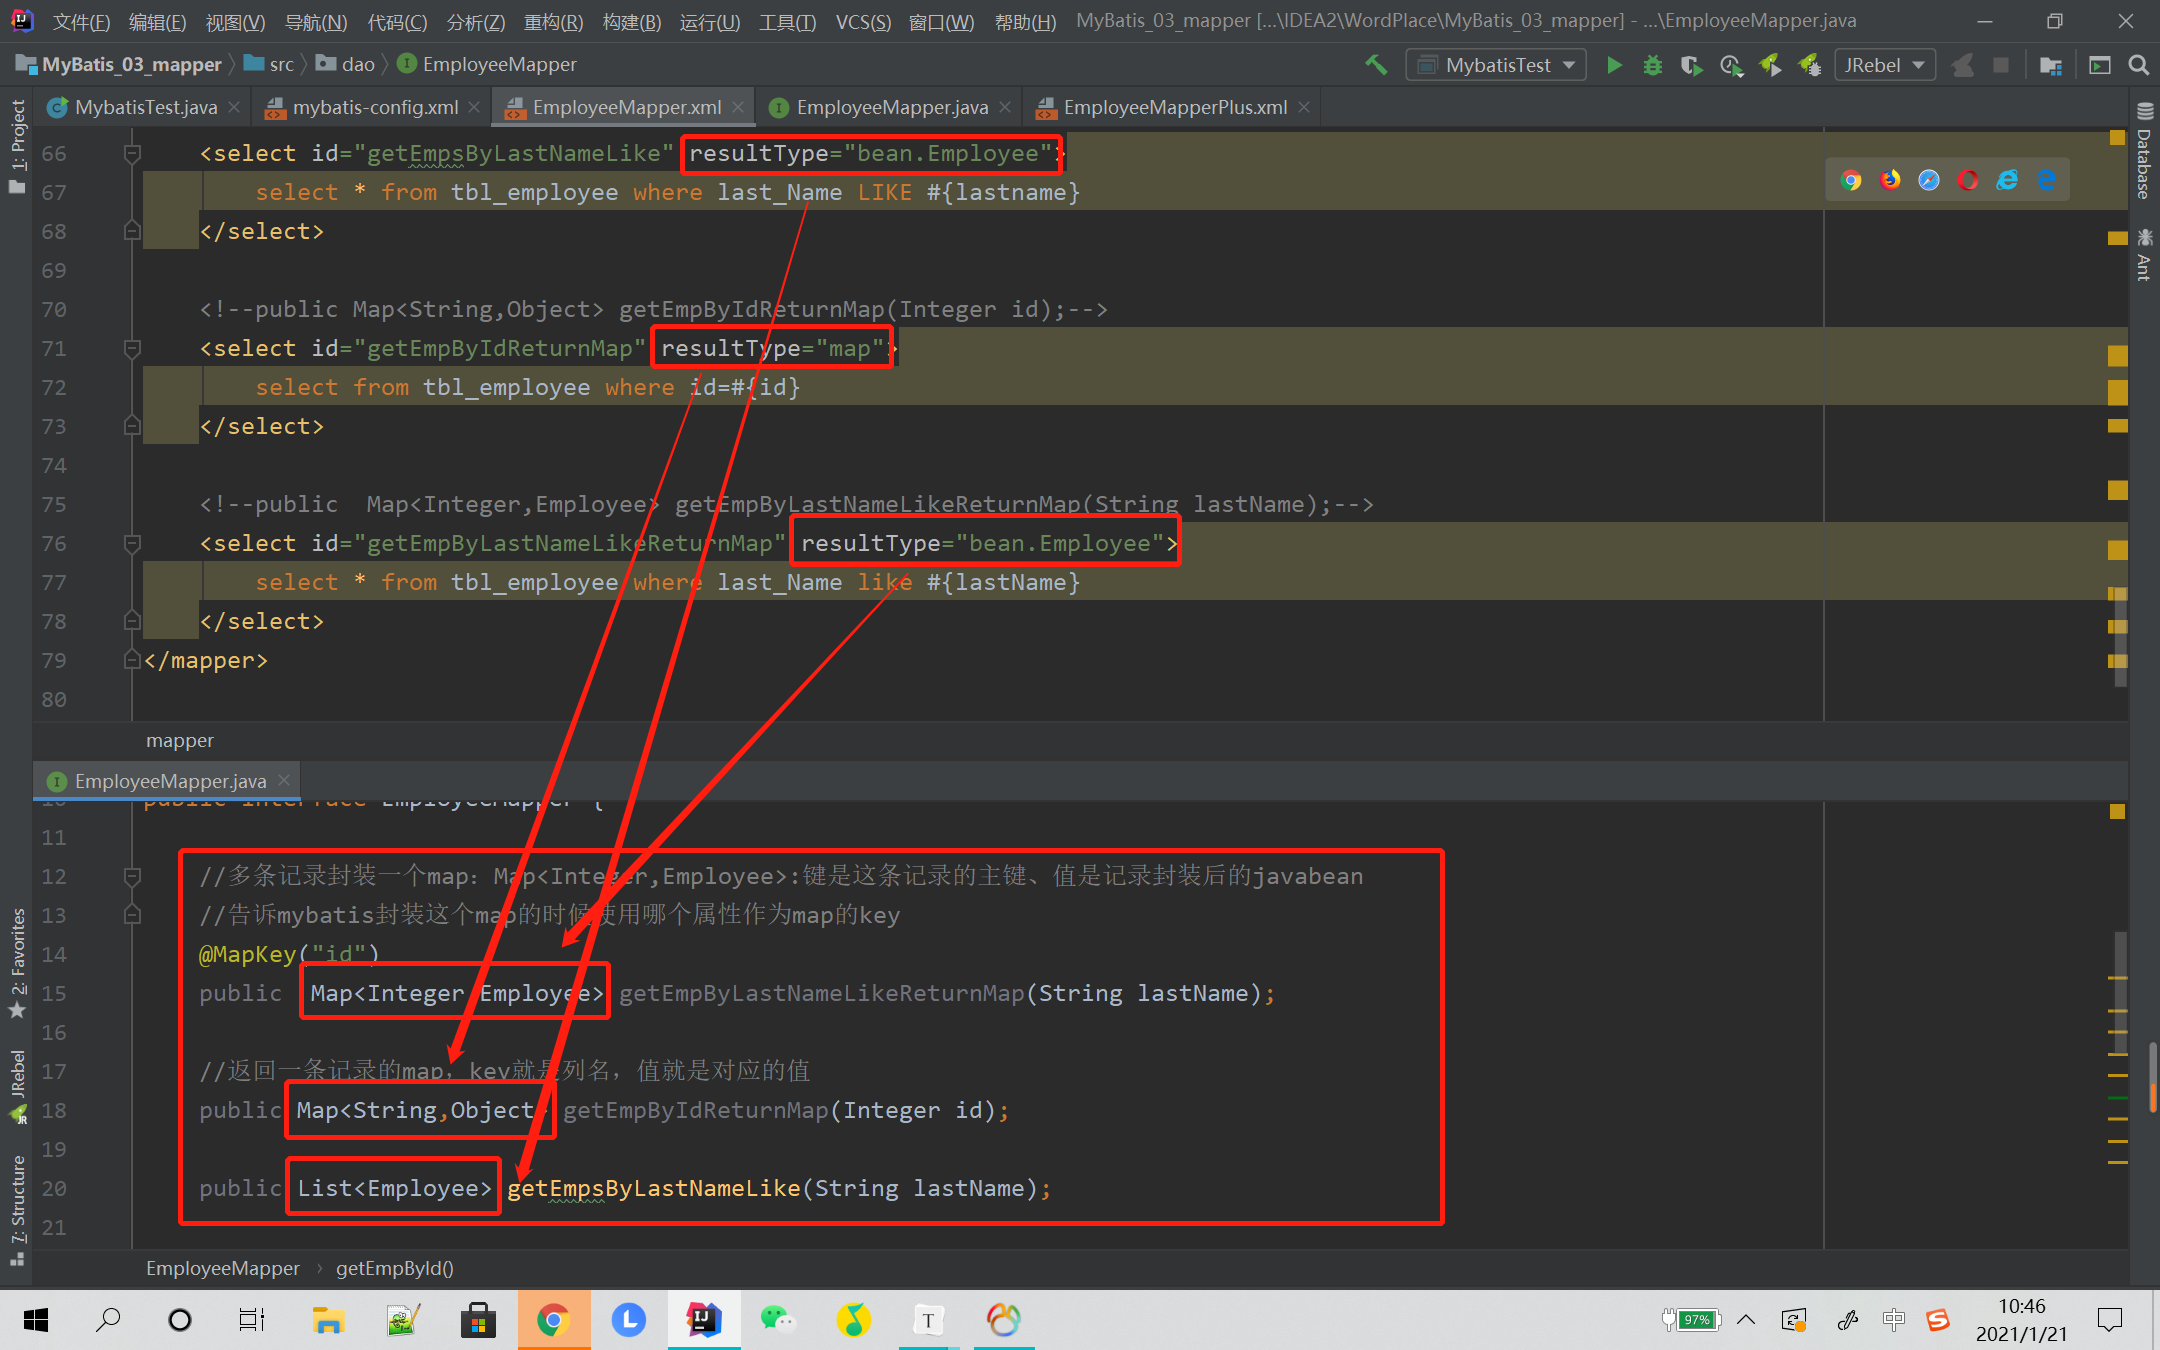 文件(F) 编辑(E) 视图(V) 导航(N) 代码(C) 分析(Z) 重构(R) 构建(B) 运行(U) 工具(T) VCS(S) 窗口(W) 帮助(H) MyBatis_03_mapper [...\IDEA2\WordPlace\MyBatis_03_mapper] - ...\EmployeeMapper.java
MyBatis_03_mapper src dao EmployeeMapper MybatisTest JRebel
MybatisTest.java mybatis-config.xml EmployeeMapper.xml EmployeeMapper.java EmployeeMapperPlus.xml
1: Project
2: Favorites
JRebel
7: Structure
Database
Ant
66 <select id="getEmpsByLastNameLike" resultType="bean.Employee">
67 select * from tbl_employee where last_Name LIKE #{lastname}
68 </select>
69
70 <!--public Map<String,Object> getEmpByIdReturnMap(Integer id);-->
71 <select id="getEmpByIdReturnMap" resultType="map">
72 select from tbl_employee where id=#{id}
73 </select>
74
75 <!--public  Map<Integer,Employee> getEmpByLastNameLikeReturnMap(String lastName);-->
76 <select id="getEmpByLastNameLikeReturnMap" resultType="bean.Employee">
77 select * from tbl_employee where last_Name like #{lastName}
78 </select>
79 </mapper>
80
mapper
EmployeeMapper.java
10 public interface EmployeeMapper {
11
12 //多条记录封装一个map：Map<Integer,Employee>:键是这条记录的主键、值是记录封装后的javabean
13 //告诉mybatis封装这个map的时候使用哪个属性作为map的key
14 @MapKey("id")
15 public  Map<Integer Employee> getEmpByLastNameLikeReturnMap(String lastName);
16
17 //返回一条记录的map，key就是列名，值就是对应的值
18 public Map<String,Object> getEmpByIdReturnMap(Integer id);
19
20 public List<Employee> getEmpsByLastNameLike(String lastName);
21
EmployeeMapper › getEmpById()
97% 中 10:46
2021/1/21